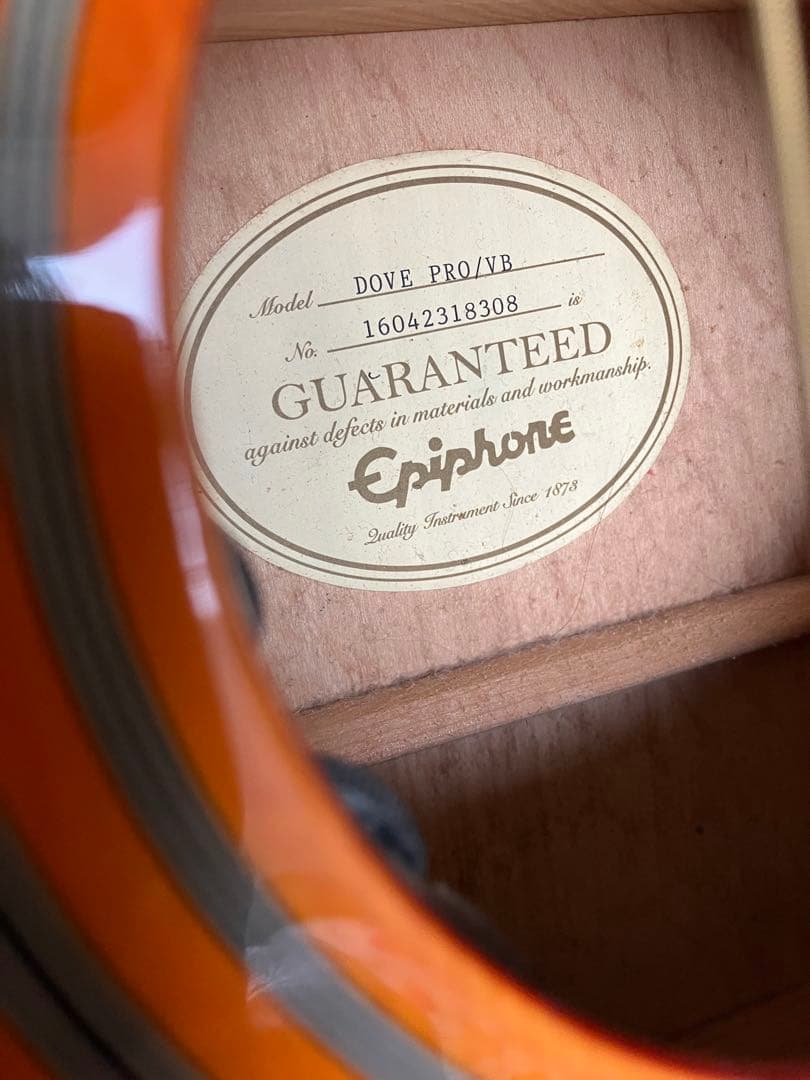 Model DOVE PRO/VB
No. 16042318308 is
GUARANTEED
against defects in materials and workmanship.
Epiphone
Quality Instrument Since 1873